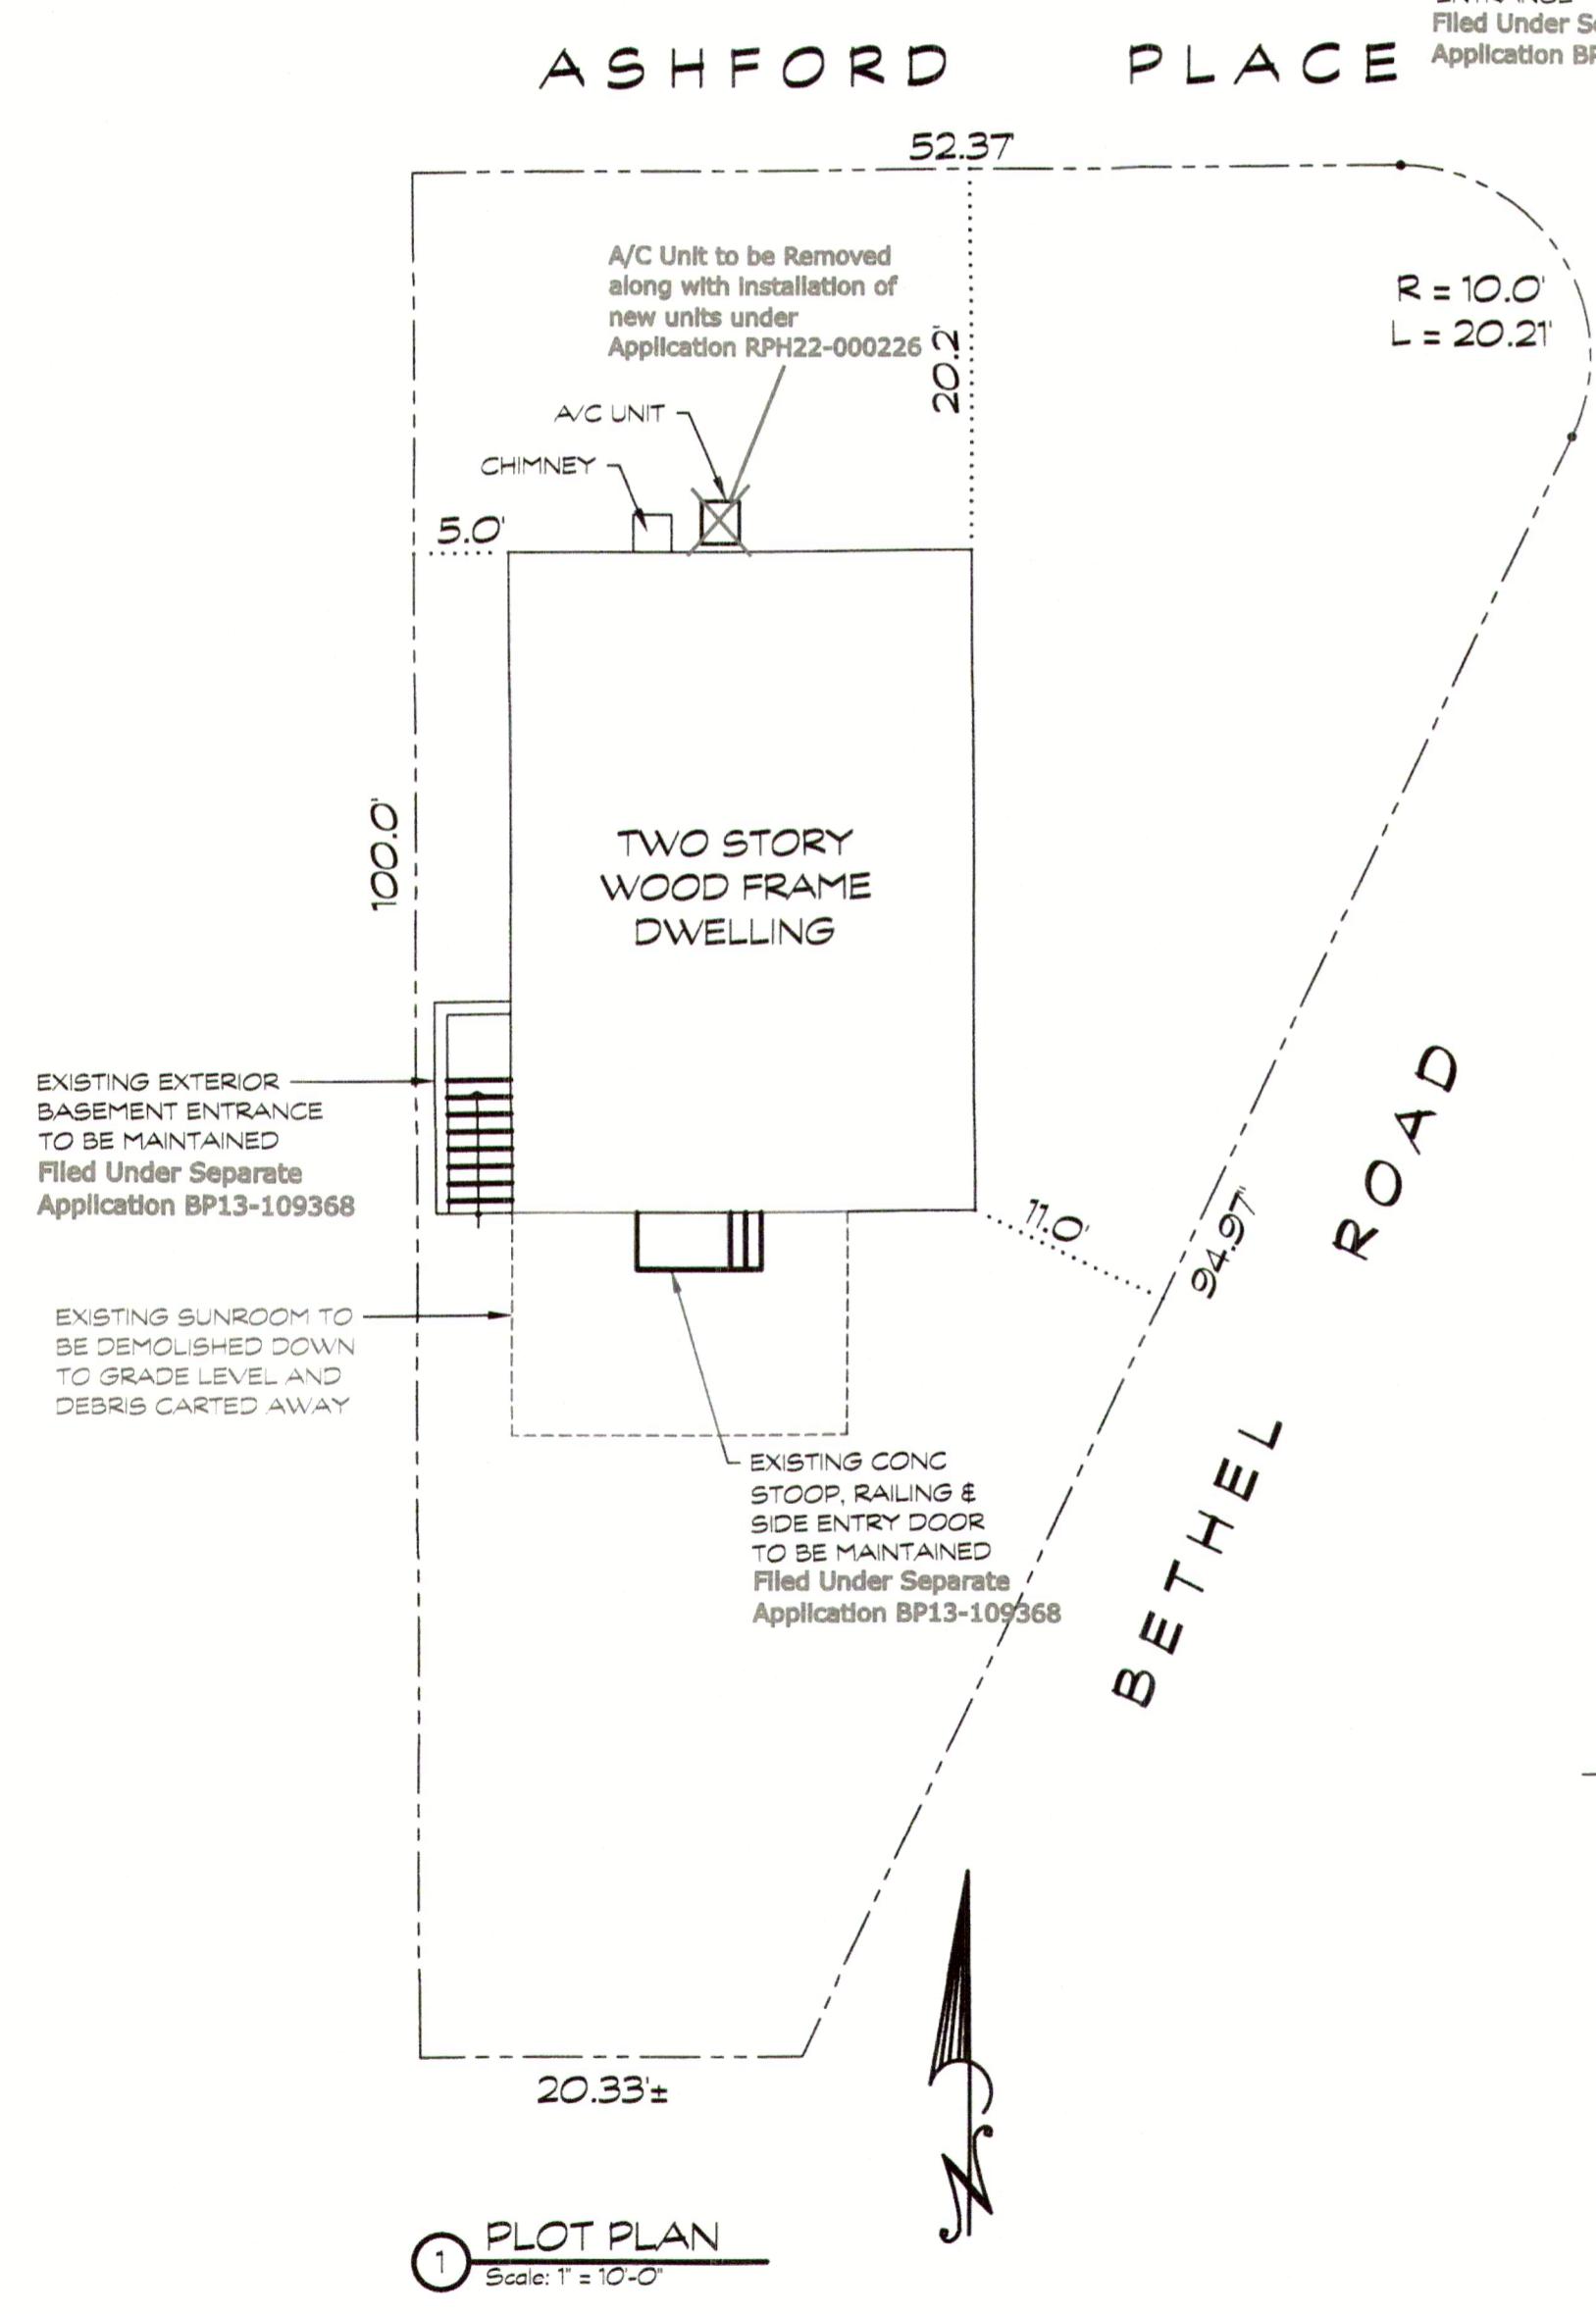 Filed Under
Application
ASHFORD PLACE
52.37'
A/C Unit to be Removed
along with installation of
new units under
Application RPH22-000226
20.2'
R = 10.0'
L = 20.21'
A/C UNIT
CHIMNEY
5.0'
100.0'
TWO STORY
WOOD FRAME
DWELLING
EXISTING EXTERIOR
BASEMENT ENTRANCE
TO BE MAINTAINED
Filed Under Separate
Application BP13-109368
11.0'
94.97'
BETHEL ROAD
EXISTING SUNROOM TO
BE DEMOLISHED DOWN
TO GRADE LEVEL AND
DEBRIS CARTED AWAY
EXISTING CONC
STOOP, RAILING &
SIDE ENTRY DOOR
TO BE MAINTAINED
Filed Under Separate
Application BP13-109368
20.33'±
N
1
PLOT PLAN
Scale: 1" = 10'-0"